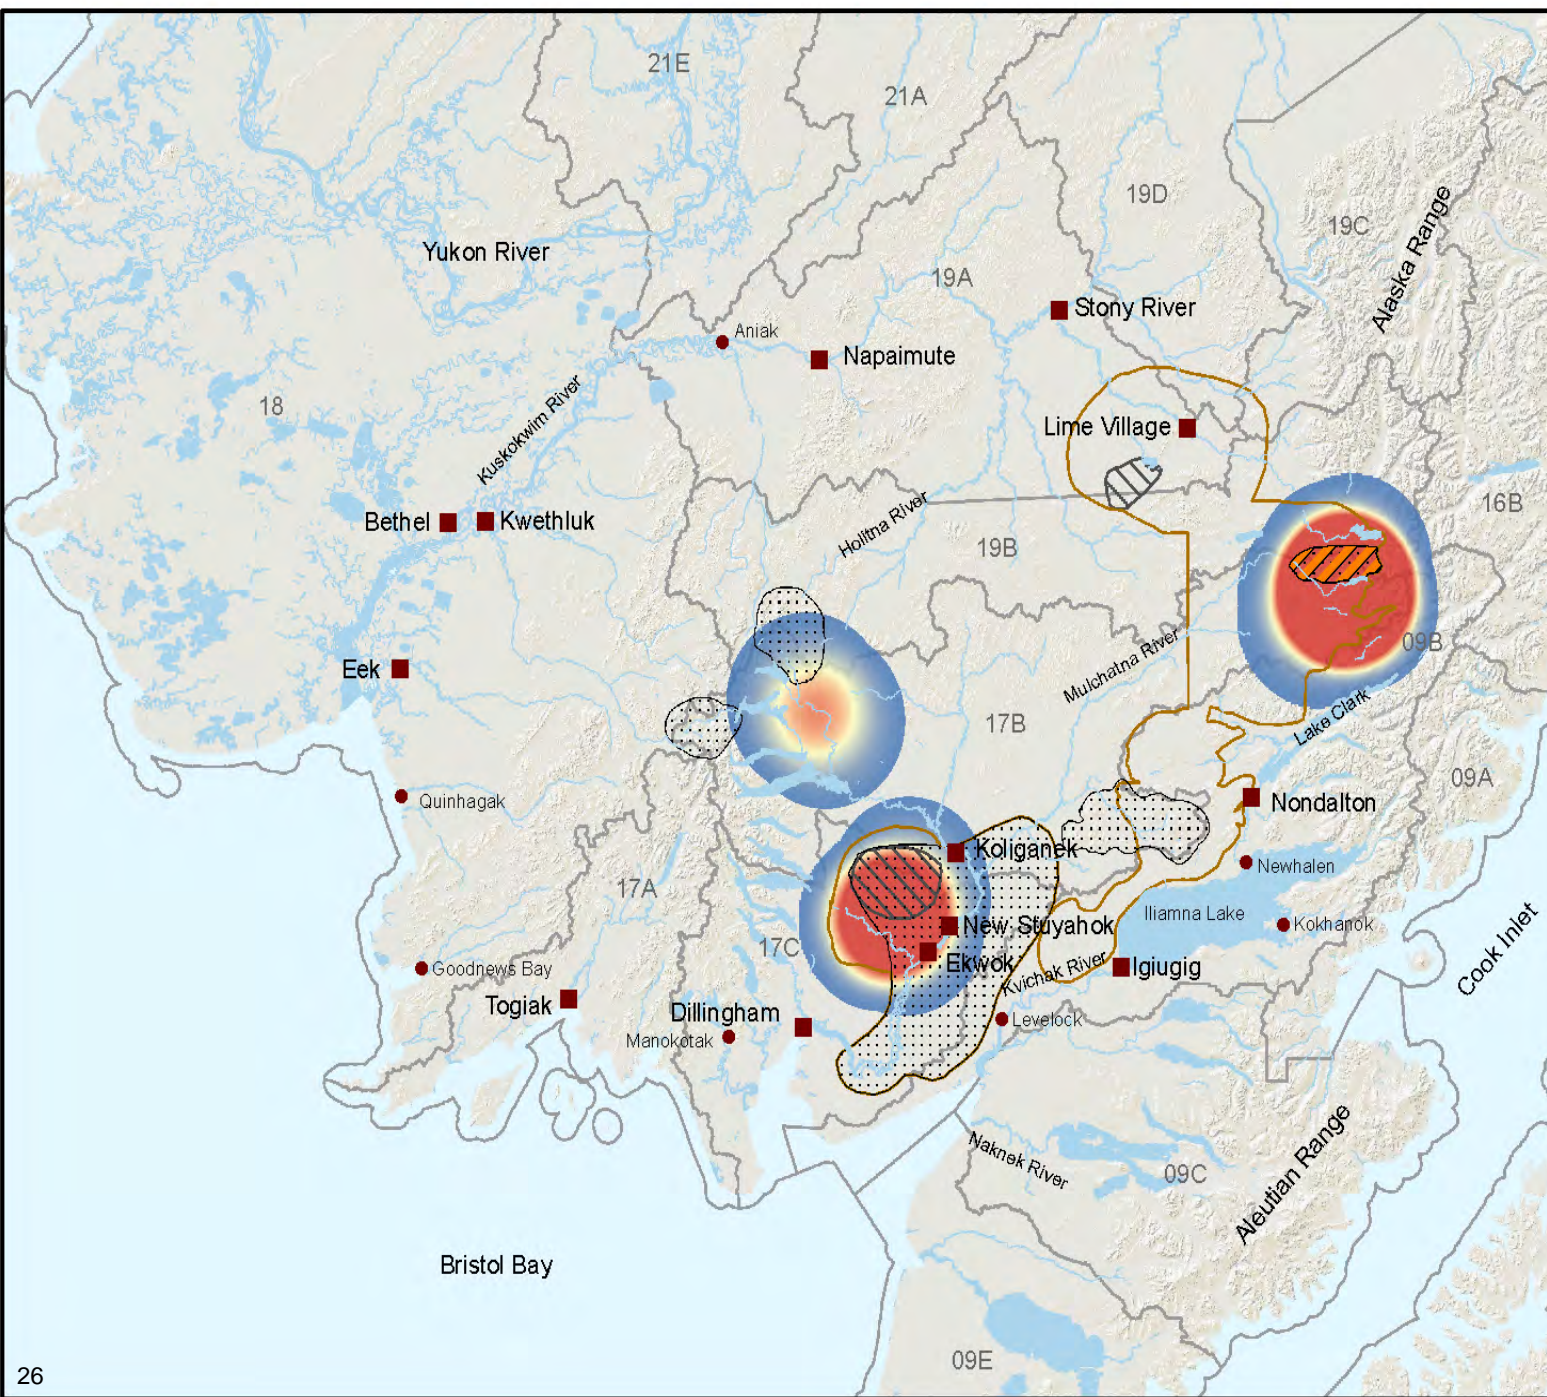 21E
21A
19D
19C
Alaska Range
Yukon River
19A
Stony River
Aniak
Napaimute
18
Kuskokwim River
Lime Village
16B
Bethel
Kwethluk
Holitna River
19B
Eek
Mulchatna River
09B
17B
Lake Clark
09A
Quinhagak
Nondalton
Koliganek
Newhalen
17A
Iliamna Lake
Kokhanok
New Stuyahok
17C
Ekwok
Kvichak River
Igiugig
Cook Inlet
Goodnews Bay
Togiak
Dillingham
Levelock
Manokotak
Naknek River
09C
Aleutian Range
Bristol Bay
09E
26